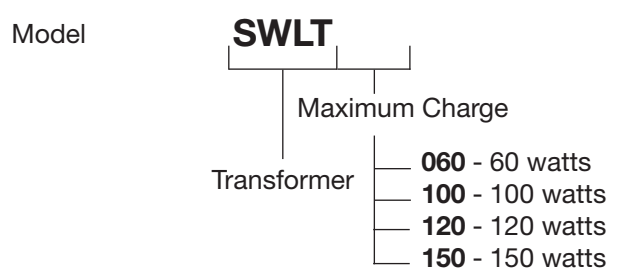 Model SWLT
Maximum Charge
Transformer
060 - 60 watts
100 - 100 watts
120 - 120 watts
150 - 150 watts